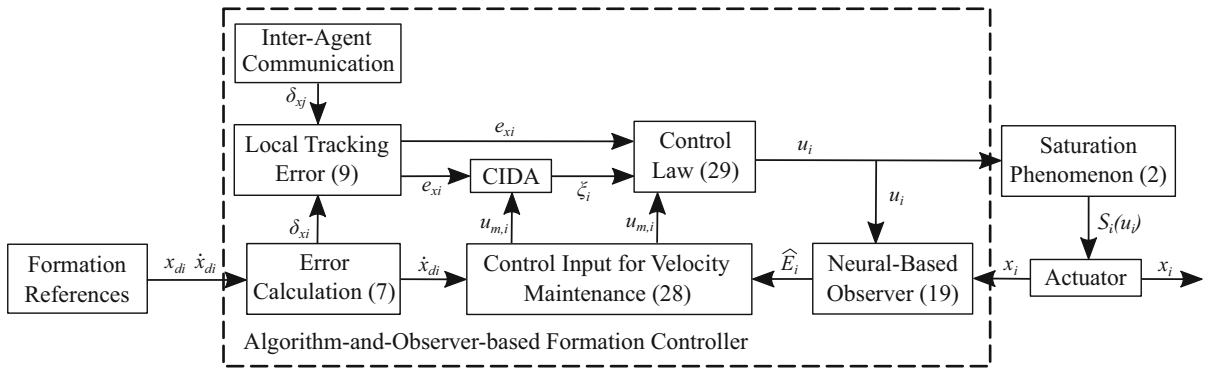 Inter-Agent
Communication
δxj
Local Tracking
Error (9)
exi
exi
CIDA
ξi
Control
Law (29)
ui
ui
Saturation
Phenomenon (2)
Si(ui)
δxi
um,i
um,i
Formation
References
xdi ẋdi
Error
Calculation (7)
ẋdi
Control Input for Velocity
Maintenance (28)
Êi
Neural-Based
Observer (19)
xi
Actuator
xi
Algorithm-and-Observer-based Formation Controller